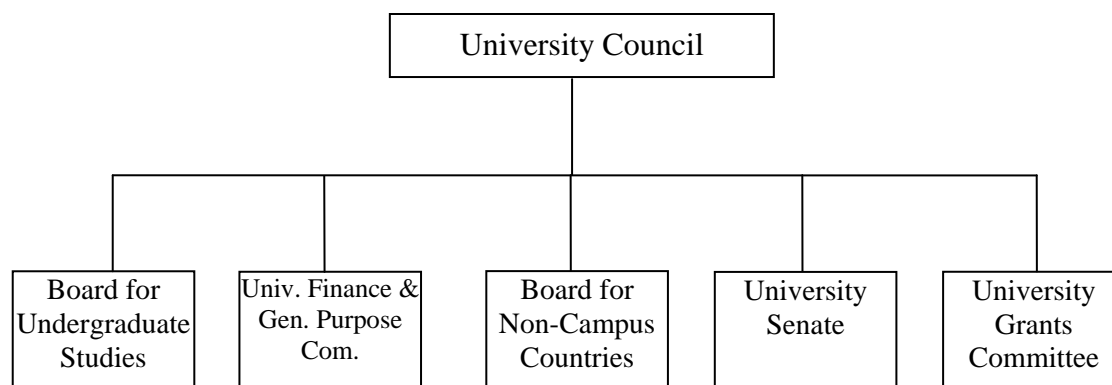 University Council
Board for
Undergraduate
Studies
Univ. Finance &
Gen. Purpose
Com.
Board for
Non-Campus
Countries
University
Senate
University
Grants
Committee